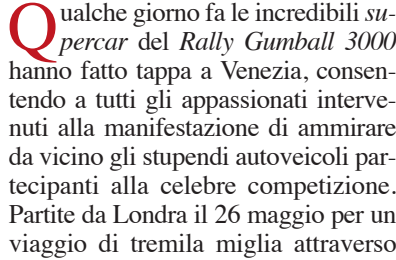 Qualche giorno fa le incredibili su-
percar del Rally Gumball 3000
hanno fatto tappa a Venezia, consen-
tendo a tutti gli appassionati interve-
nuti alla manifestazione di ammirare
da vicino gli stupendi autoveicoli par-
tecipanti alla celebre competizione.
Partite da Londra il 26 maggio per un
viaggio di tremila miglia attraverso